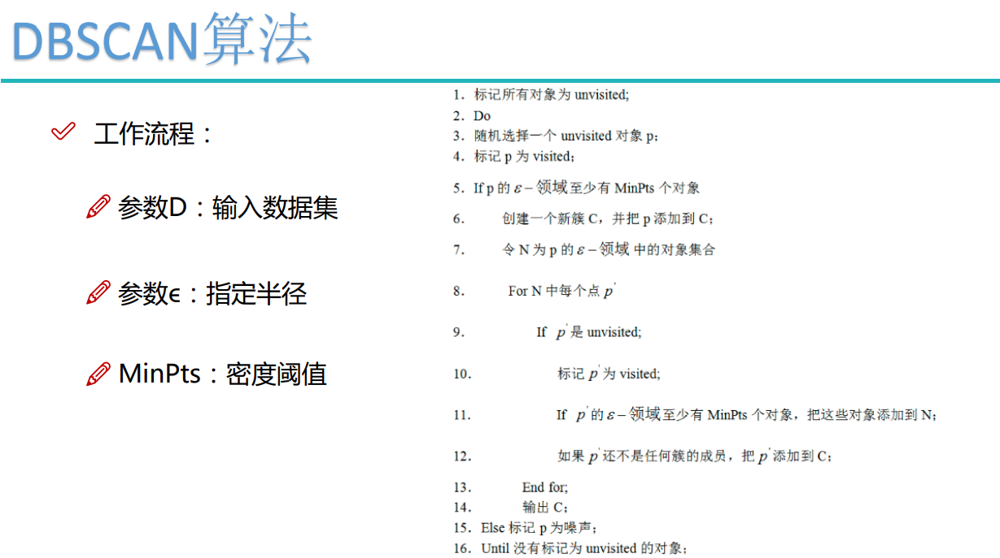 DBSCAN算法
工作流程：
参数D：输入数据集
参数ϵ：指定半径
MinPts：密度阈值
1. 标记所有对象为 unvisited;
2. Do
3. 随机选择一个 unvisited 对象 p;
4. 标记 p 为 visited;
5. If p 的 ε – 领域 至少有 MinPts 个对象
6. 创建一个新簇 C，并把 p 添加到 C;
7. 令 N 为 p 的 ε – 领域 中的对象集合
8. For N 中每个点 p'
9. If p' 是 unvisited;
10. 标记 p' 为 visited;
11. If p' 的 ε – 领域 至少有 MinPts 个对象，把这些对象添加到 N;
12. 如果 p' 还不是任何簇的成员，把 p' 添加到 C;
13. End for;
14. 输出 C;
15. Else 标记 p 为噪声;
16. Until 没有标记为 unvisited 的对象;